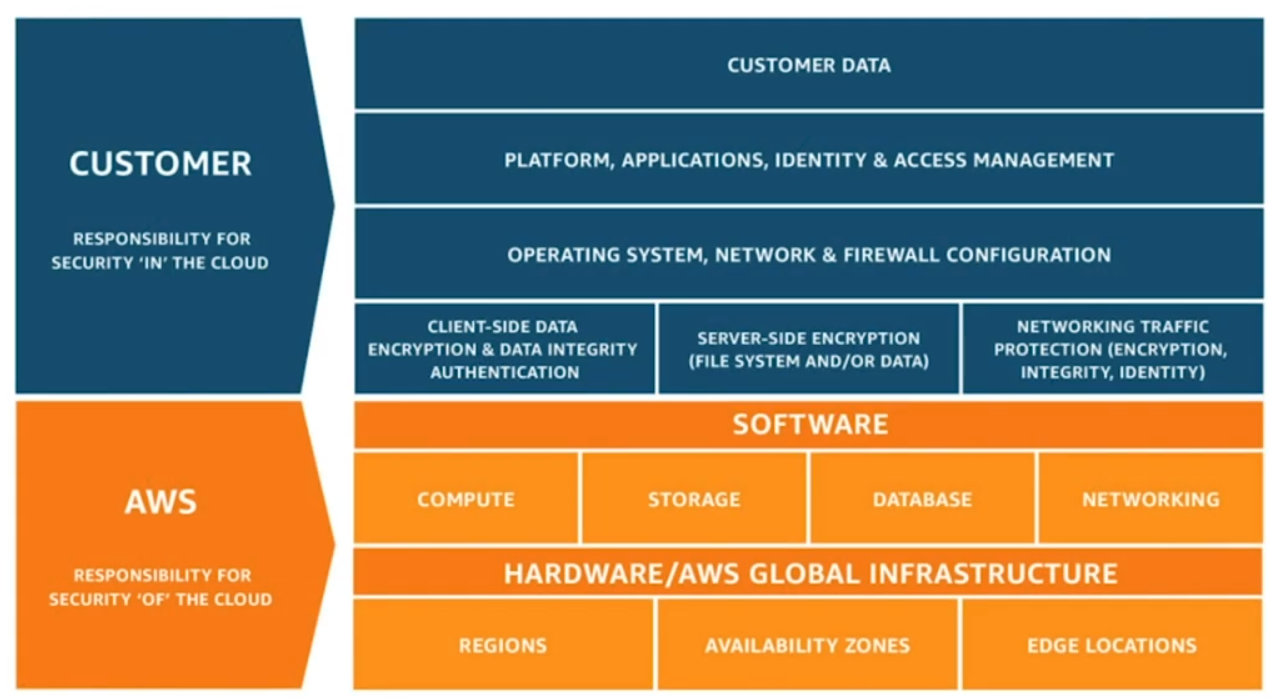 CUSTOMER
RESPONSIBILITY FOR
SECURITY ‘IN’ THE CLOUD
CUSTOMER DATA
PLATFORM, APPLICATIONS, IDENTITY & ACCESS MANAGEMENT
OPERATING SYSTEM, NETWORK & FIREWALL CONFIGURATION
CLIENT-SIDE DATA
ENCRYPTION & DATA INTEGRITY
AUTHENTICATION
SERVER-SIDE ENCRYPTION
(FILE SYSTEM AND/OR DATA)
NETWORKING TRAFFIC
PROTECTION (ENCRYPTION,
INTEGRITY, IDENTITY)
AWS
RESPONSIBILITY FOR
SECURITY ‘OF’ THE CLOUD
SOFTWARE
COMPUTE
STORAGE
DATABASE
NETWORKING
HARDWARE/AWS GLOBAL INFRASTRUCTURE
REGIONS
AVAILABILITY ZONES
EDGE LOCATIONS